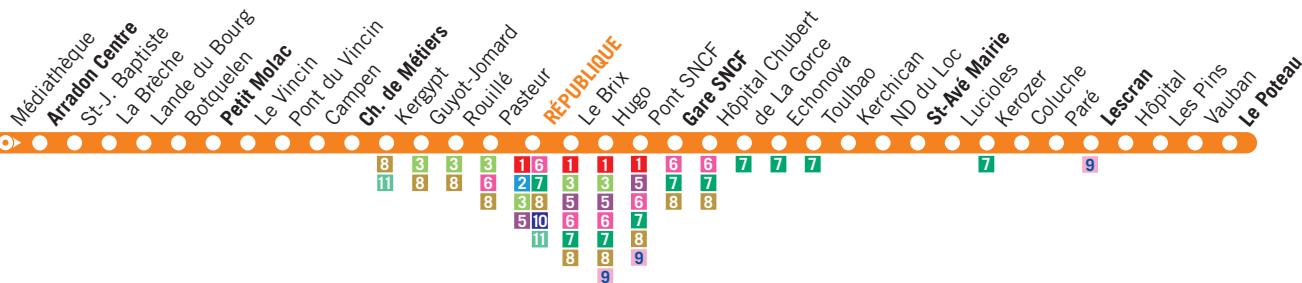 Médiathèque
Arradon Centre
St-J. Baptiste
La Brèche
Lande du Bourg
Botquelen
Petit Molac
Le Vincin
Pont du Vincin
Campen
Ch. de Métiers
Kergypt
Guyot-Jomard
Rouillé
Pasteur
RÉPUBLIQUE
Le Brix
Hugo
Pont SNCF
Gare SNCF
Hôpital Chubert
de La Gorce
Echonova
Toulbao
Kerchican
ND du Loc
St-Avé Mairie
Lucioles
Kerozer
Coluche
Paré
Lescran
Hôpital
Les Pins
Vauban
Le Poteau
8 3 3 3 1 6 1 1 1 6 6 7 7 7 7 9
11 8 8 6 2 7 3 3 5 7 7
8 3 8 5 5 6 8 8
5 10 6 6 7
11 7 7 8
8 8 9
9